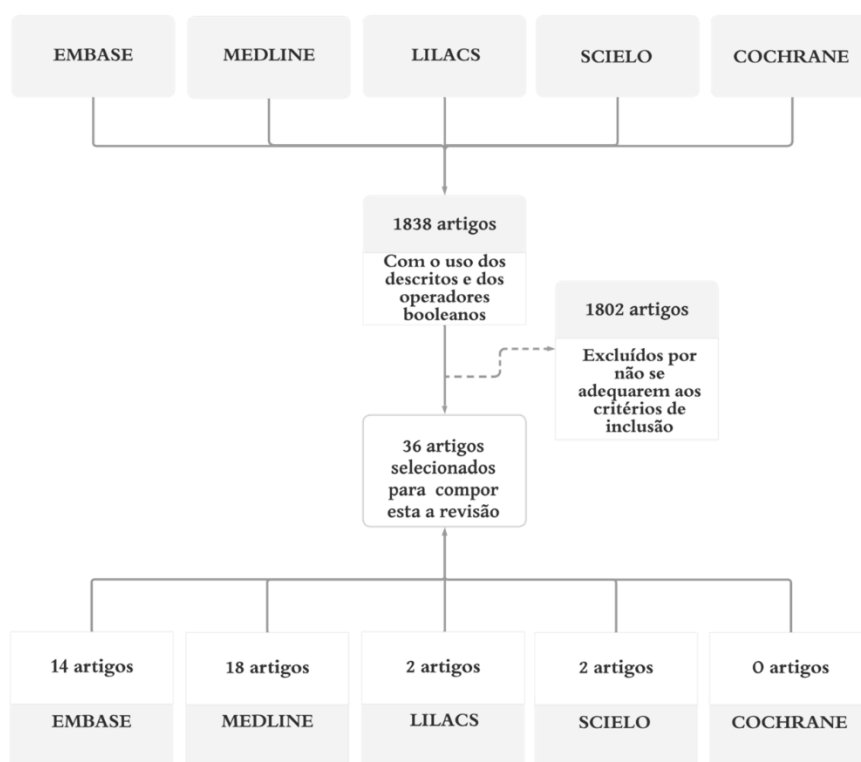 EMBASE
MEDLINE
LILACS
SCIELO
COCHRANE
1838 artigos
Com o uso dos
descritos e dos
operadores
booleanos
1802 artigos
Excluídos por
não se
adequarem aos
critérios de
inclusão
36 artigos
selecionados
para compor
esta a revisão
14 artigos
18 artigos
2 artigos
2 artigos
0 artigos
EMBASE
MEDLINE
LILACS
SCIELO
COCHRANE